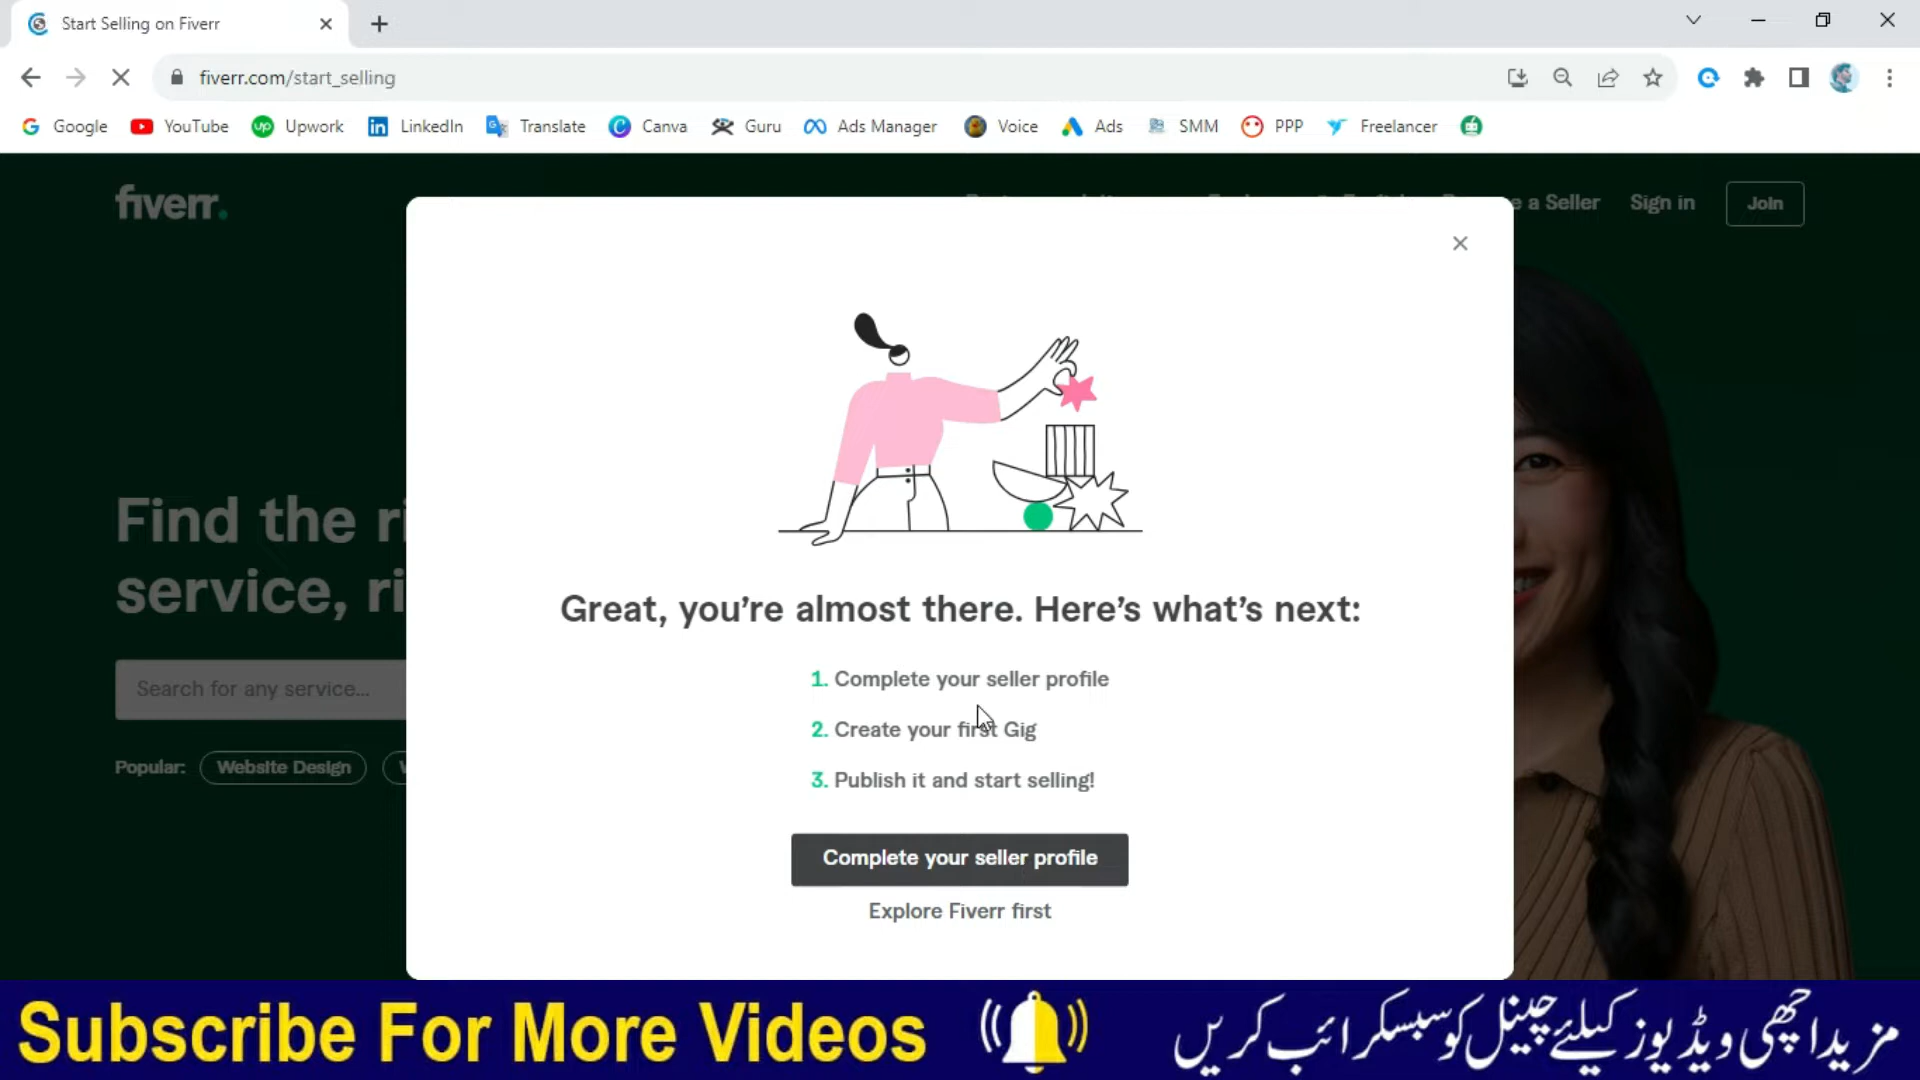 Start Selling on Fiverr
fiverr.com/start_selling
Google YouTube Upwork LinkedIn Translate Canva Guru Ads Manager Voice Ads SMM PPP Freelancer
fiverr.
e a Seller Sign in Join
Find the ri
service, ri
Search for any service...
Popular: Website Design
Great, you're almost there. Here's what's next:
1. Complete your seller profile
2. Create your first Gig
3. Publish it and start selling!
Complete your seller profile
Explore Fiverr first
Subscribe For More Videos
مزید اچھی ویڈیوز کیلئے چینل کو سبسکرائب کریں